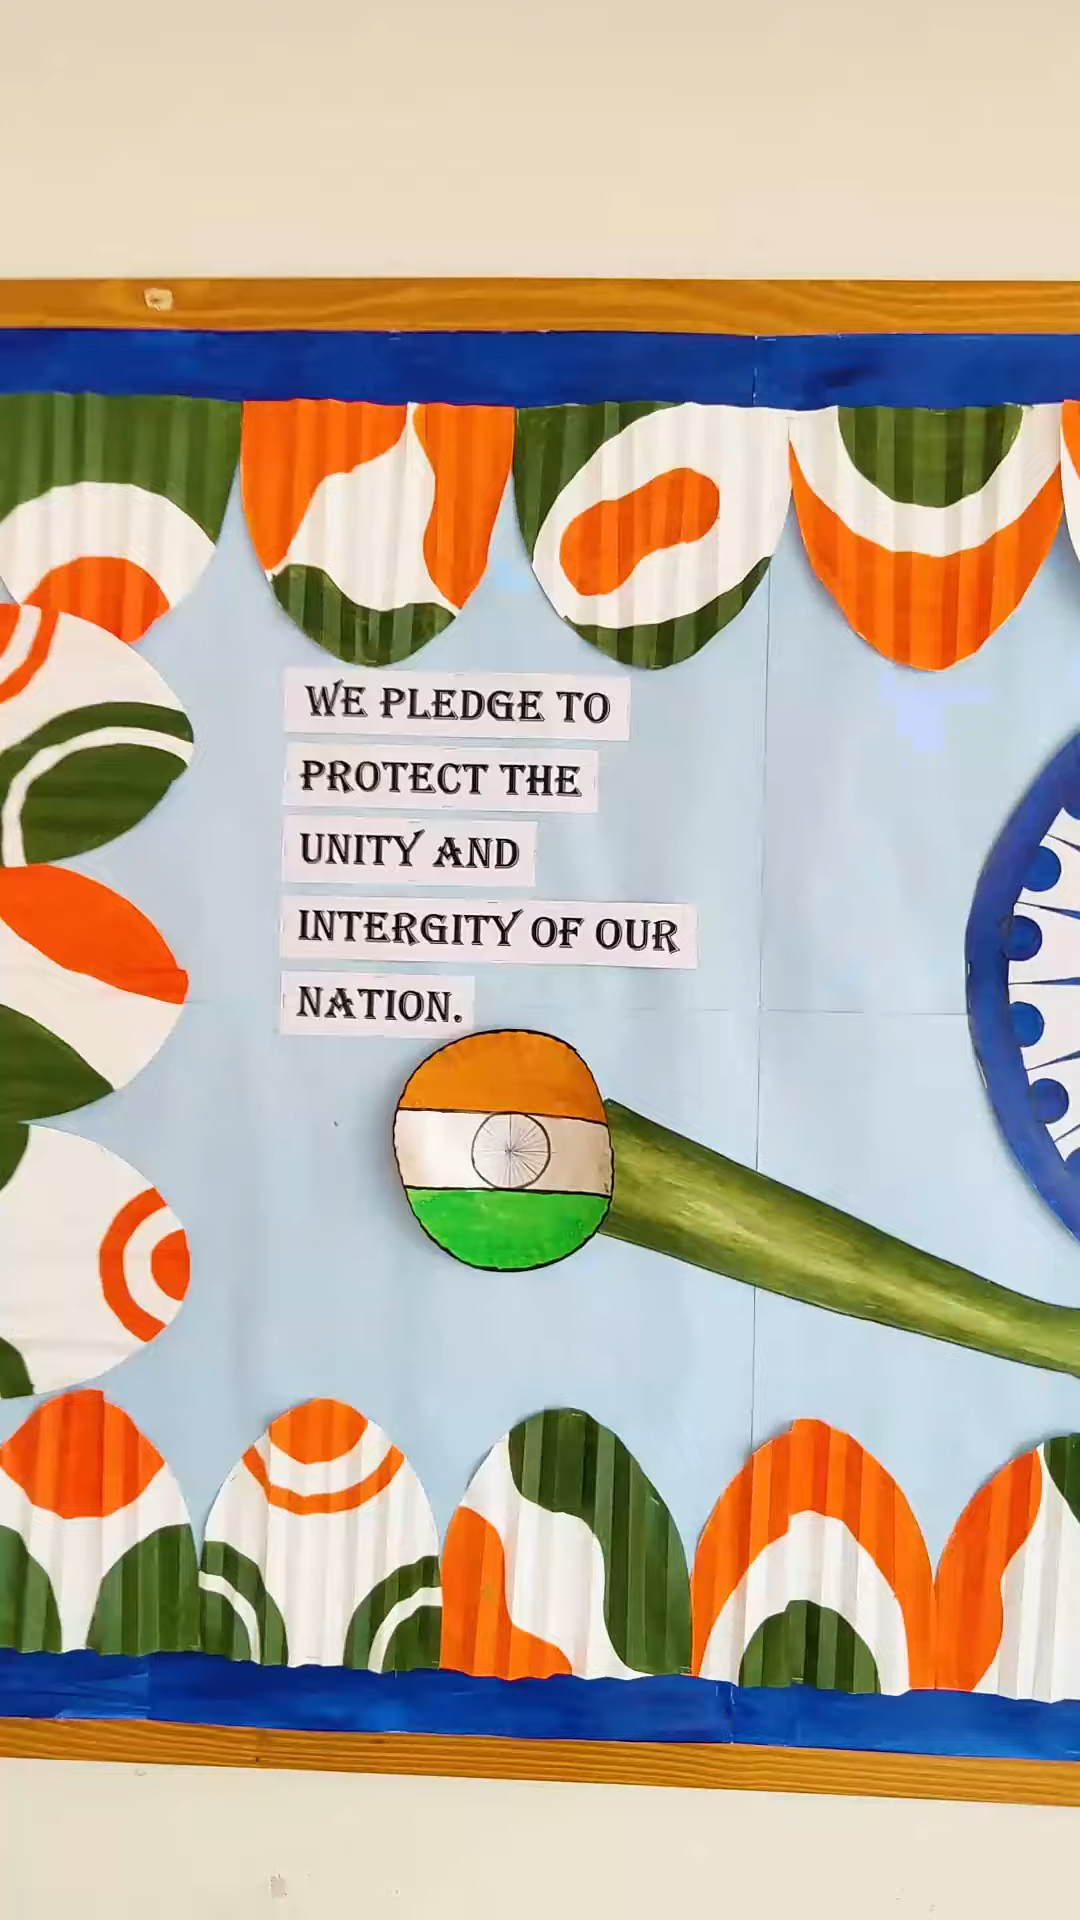 WE PLEDGE TO
PROTECT THE
UNITY AND
INTERGITY OF OUR
NATION.